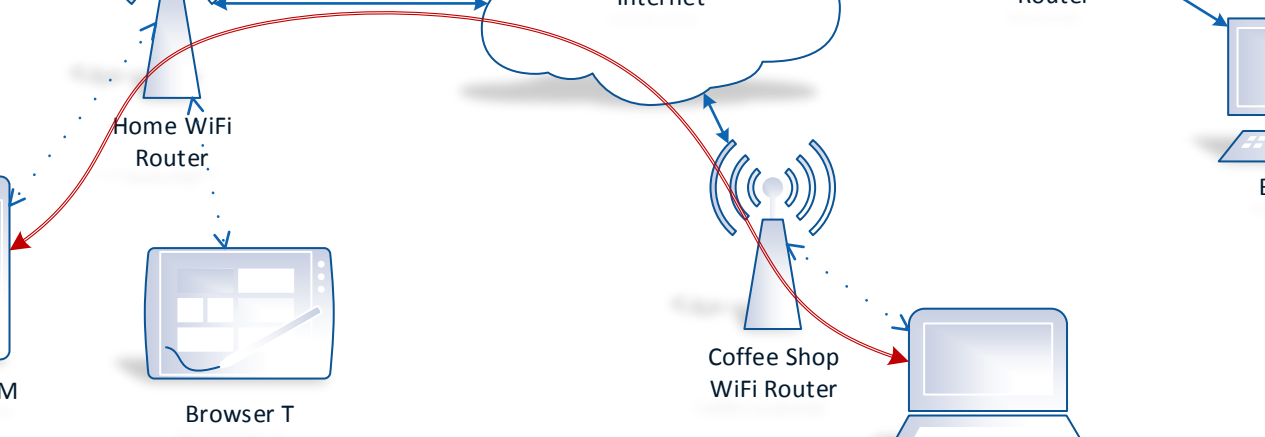 Internet
Router
Home WiFi
Router
Coffee Shop
WiFi Router
M
Browser T